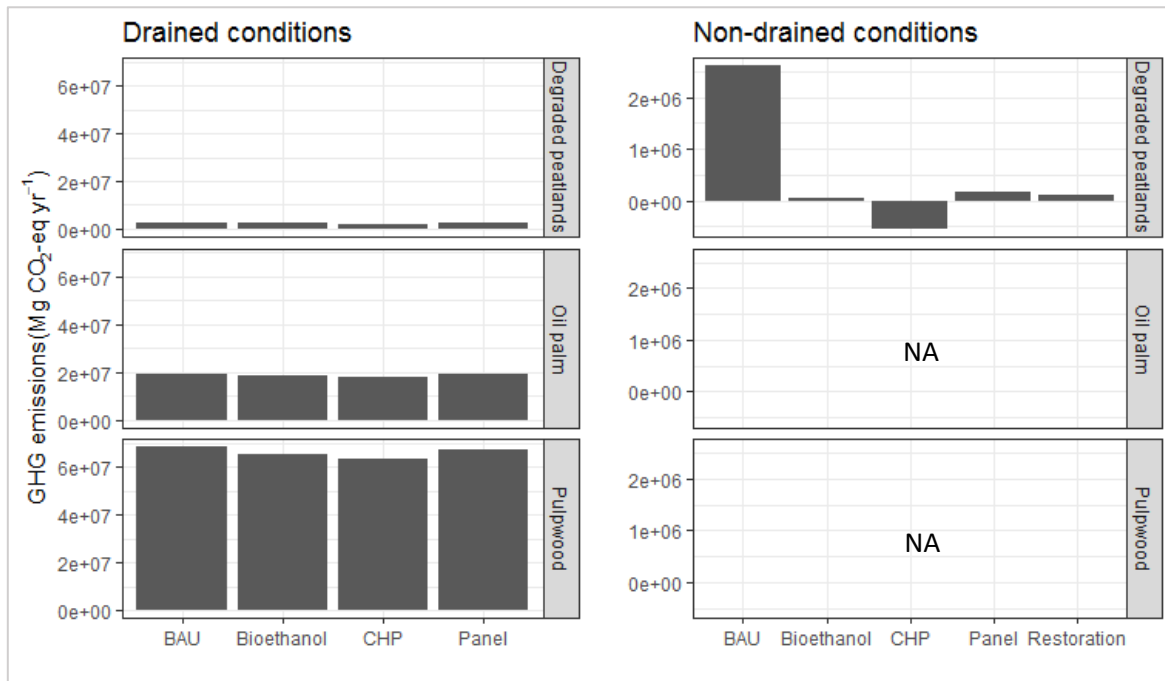 Drained conditions
Non-drained conditions
GHG emissions(Mg CO₂-eq yr⁻¹)
6e+07
4e+07
2e+07
0e+00
Degraded peatlands
2e+06
1e+06
0e+00
Degraded peatlands
6e+07
4e+07
2e+07
0e+00
Oil palm
2e+06
1e+06
0e+00
NA
Oil palm
6e+07
4e+07
2e+07
0e+00
Pulpwood
2e+06
1e+06
0e+00
NA
Pulpwood
BAU Bioethanol CHP Panel
BAU Bioethanol CHP Panel Restoration